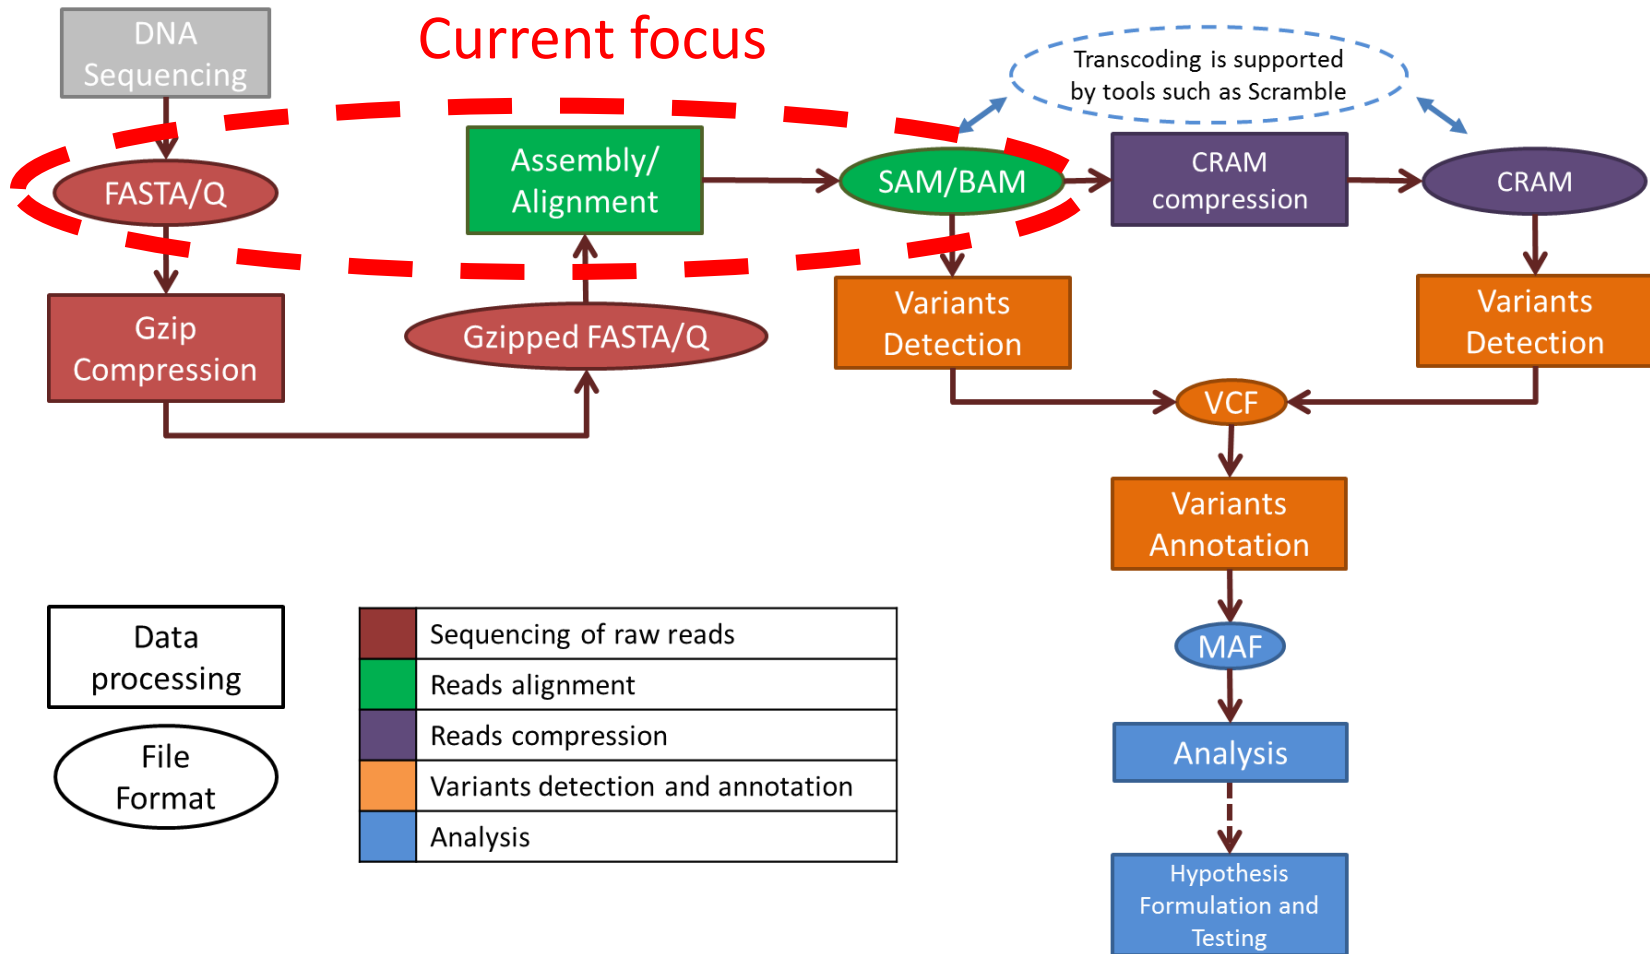 DNA
Sequencing
Current focus
Transcoding is supported
by tools such as Scramble
FASTA/Q
Assembly/
Alignment
SAM/BAM
CRAM
compression
CRAM
Gzip
Compression
Gzipped FASTA/Q
Variants
Detection
Variants
Detection
VCF
Variants
Annotation
MAF
Analysis
Hypothesis
Formulation and
Testing
Data
processing
File
Format
Sequencing of raw reads
Reads alignment
Reads compression
Variants detection and annotation
Analysis